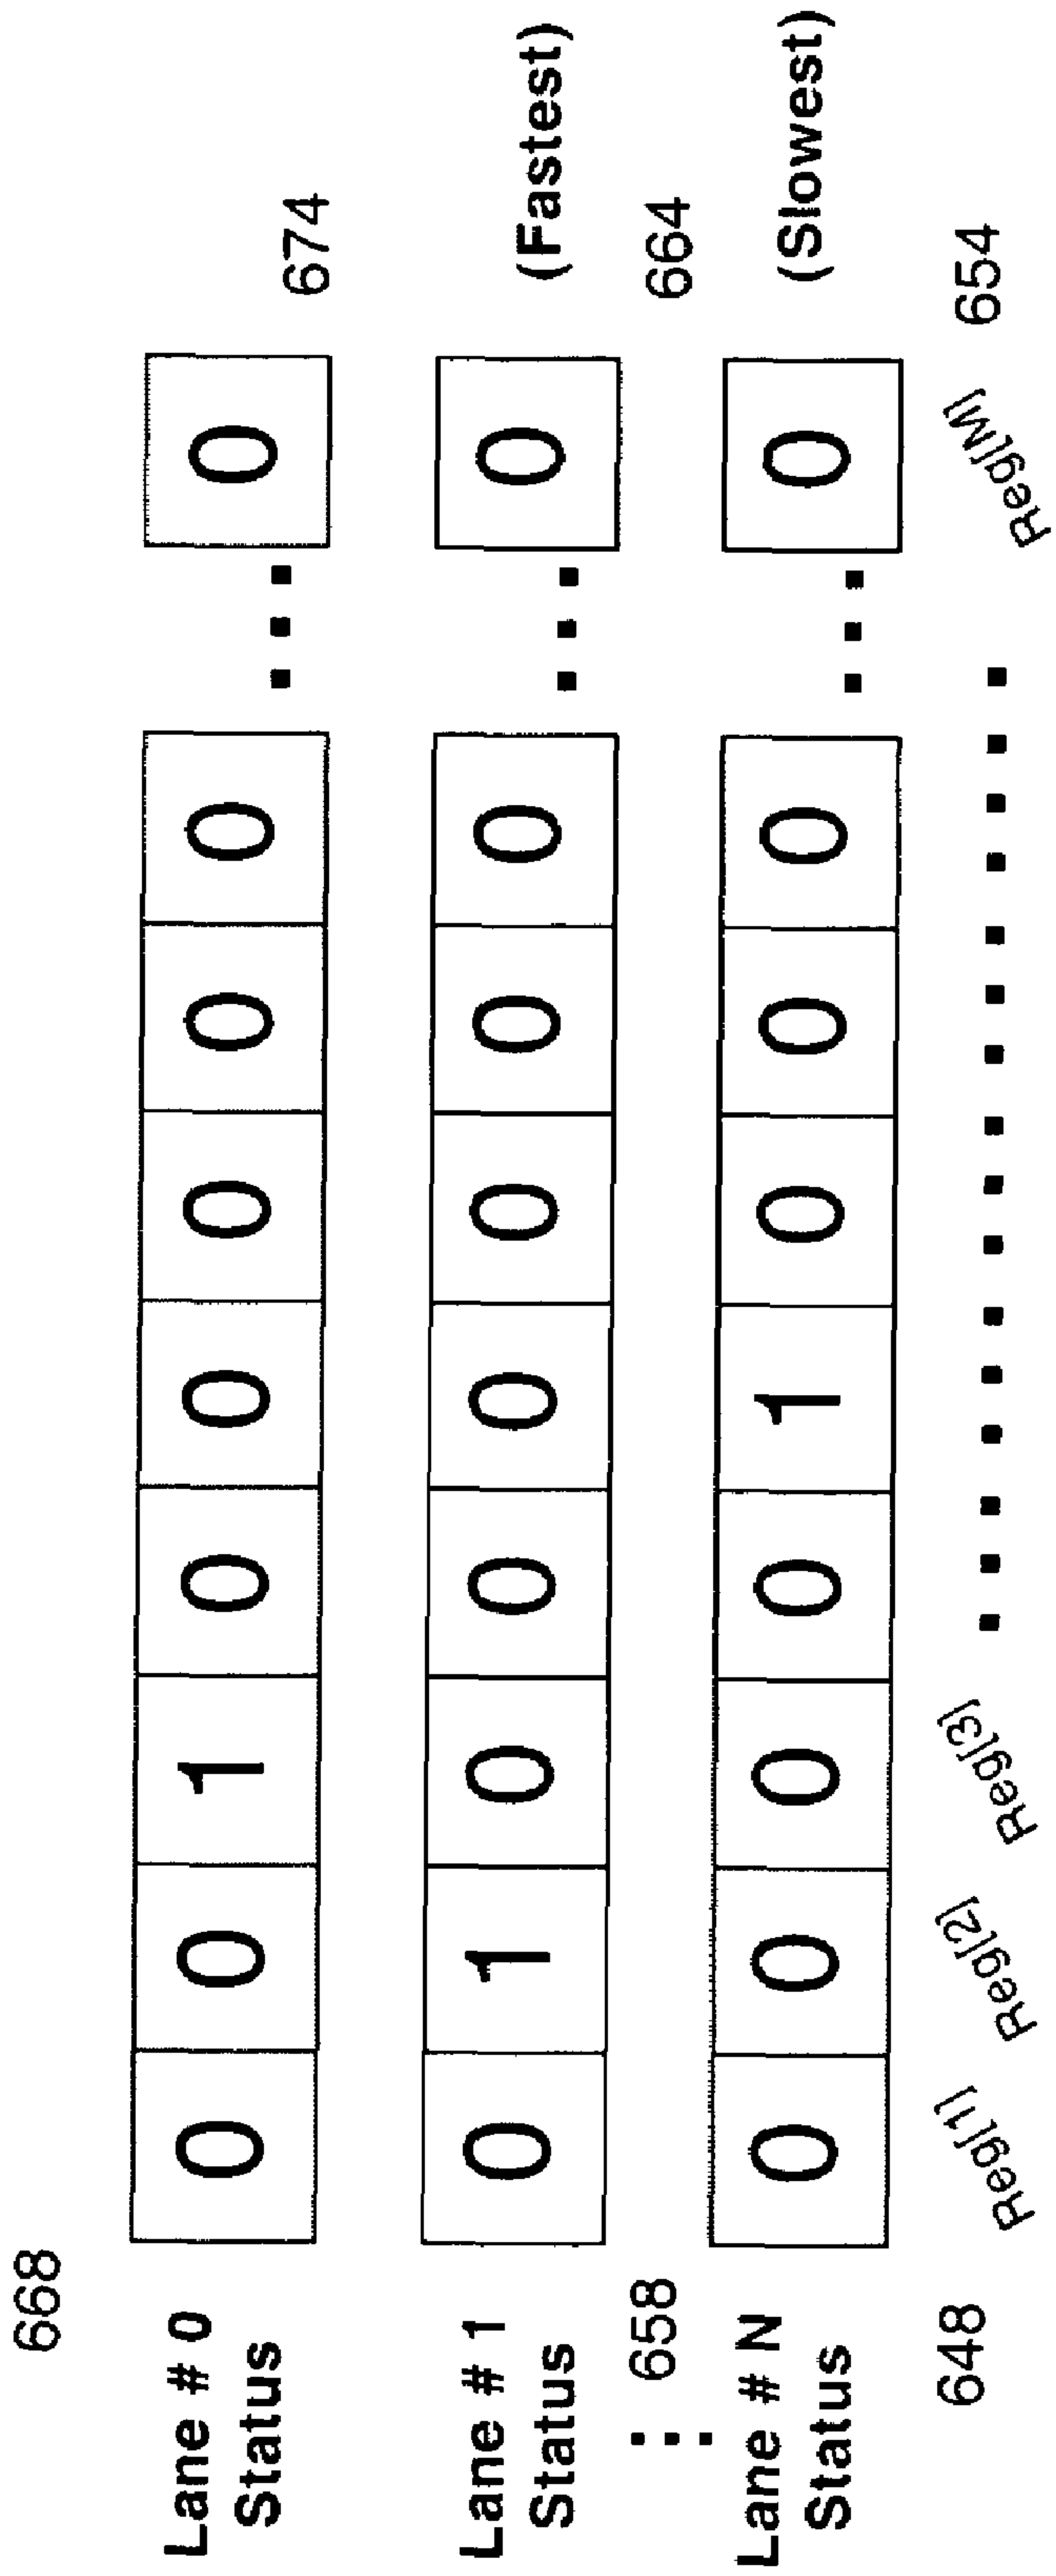 668
Lane # 0
Status
0 0 1 0 0 0 0 0 ... 0
674
Lane # 1
Status
0 1 0 0 0 0 0 0 ... 0
(Fastest)
658
664
⋮
Lane # N
Status
0 0 0 0 1 0 0 0 ... 0
(Slowest)
648
654
Reg[1] Reg[2] Reg[3] ............... Reg[M]